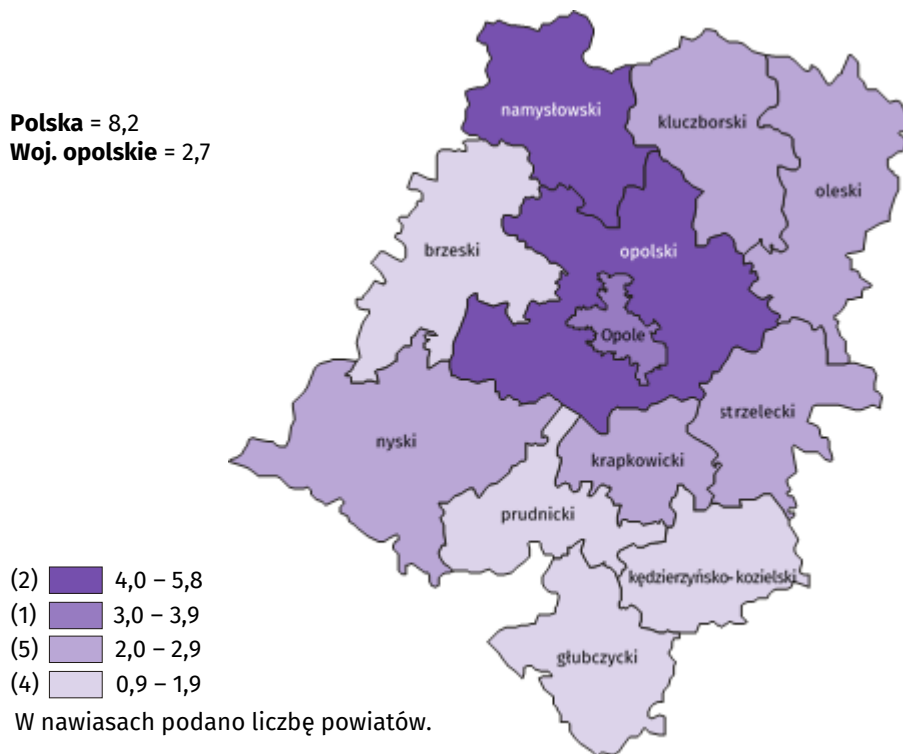 Polska = 8,2
Woj. opolskie = 2,7
namysłowski
kluczborski
oleski
brzeski
opolski
Opole
strzelecki
nyski
krapkowicki
prudnicki
kędzierzyńsko-kozielski
głubczycki
(2) 4,0 – 5,8
(1) 3,0 – 3,9
(5) 2,0 – 2,9
(4) 0,9 – 1,9
W nawiasach podano liczbę powiatów.